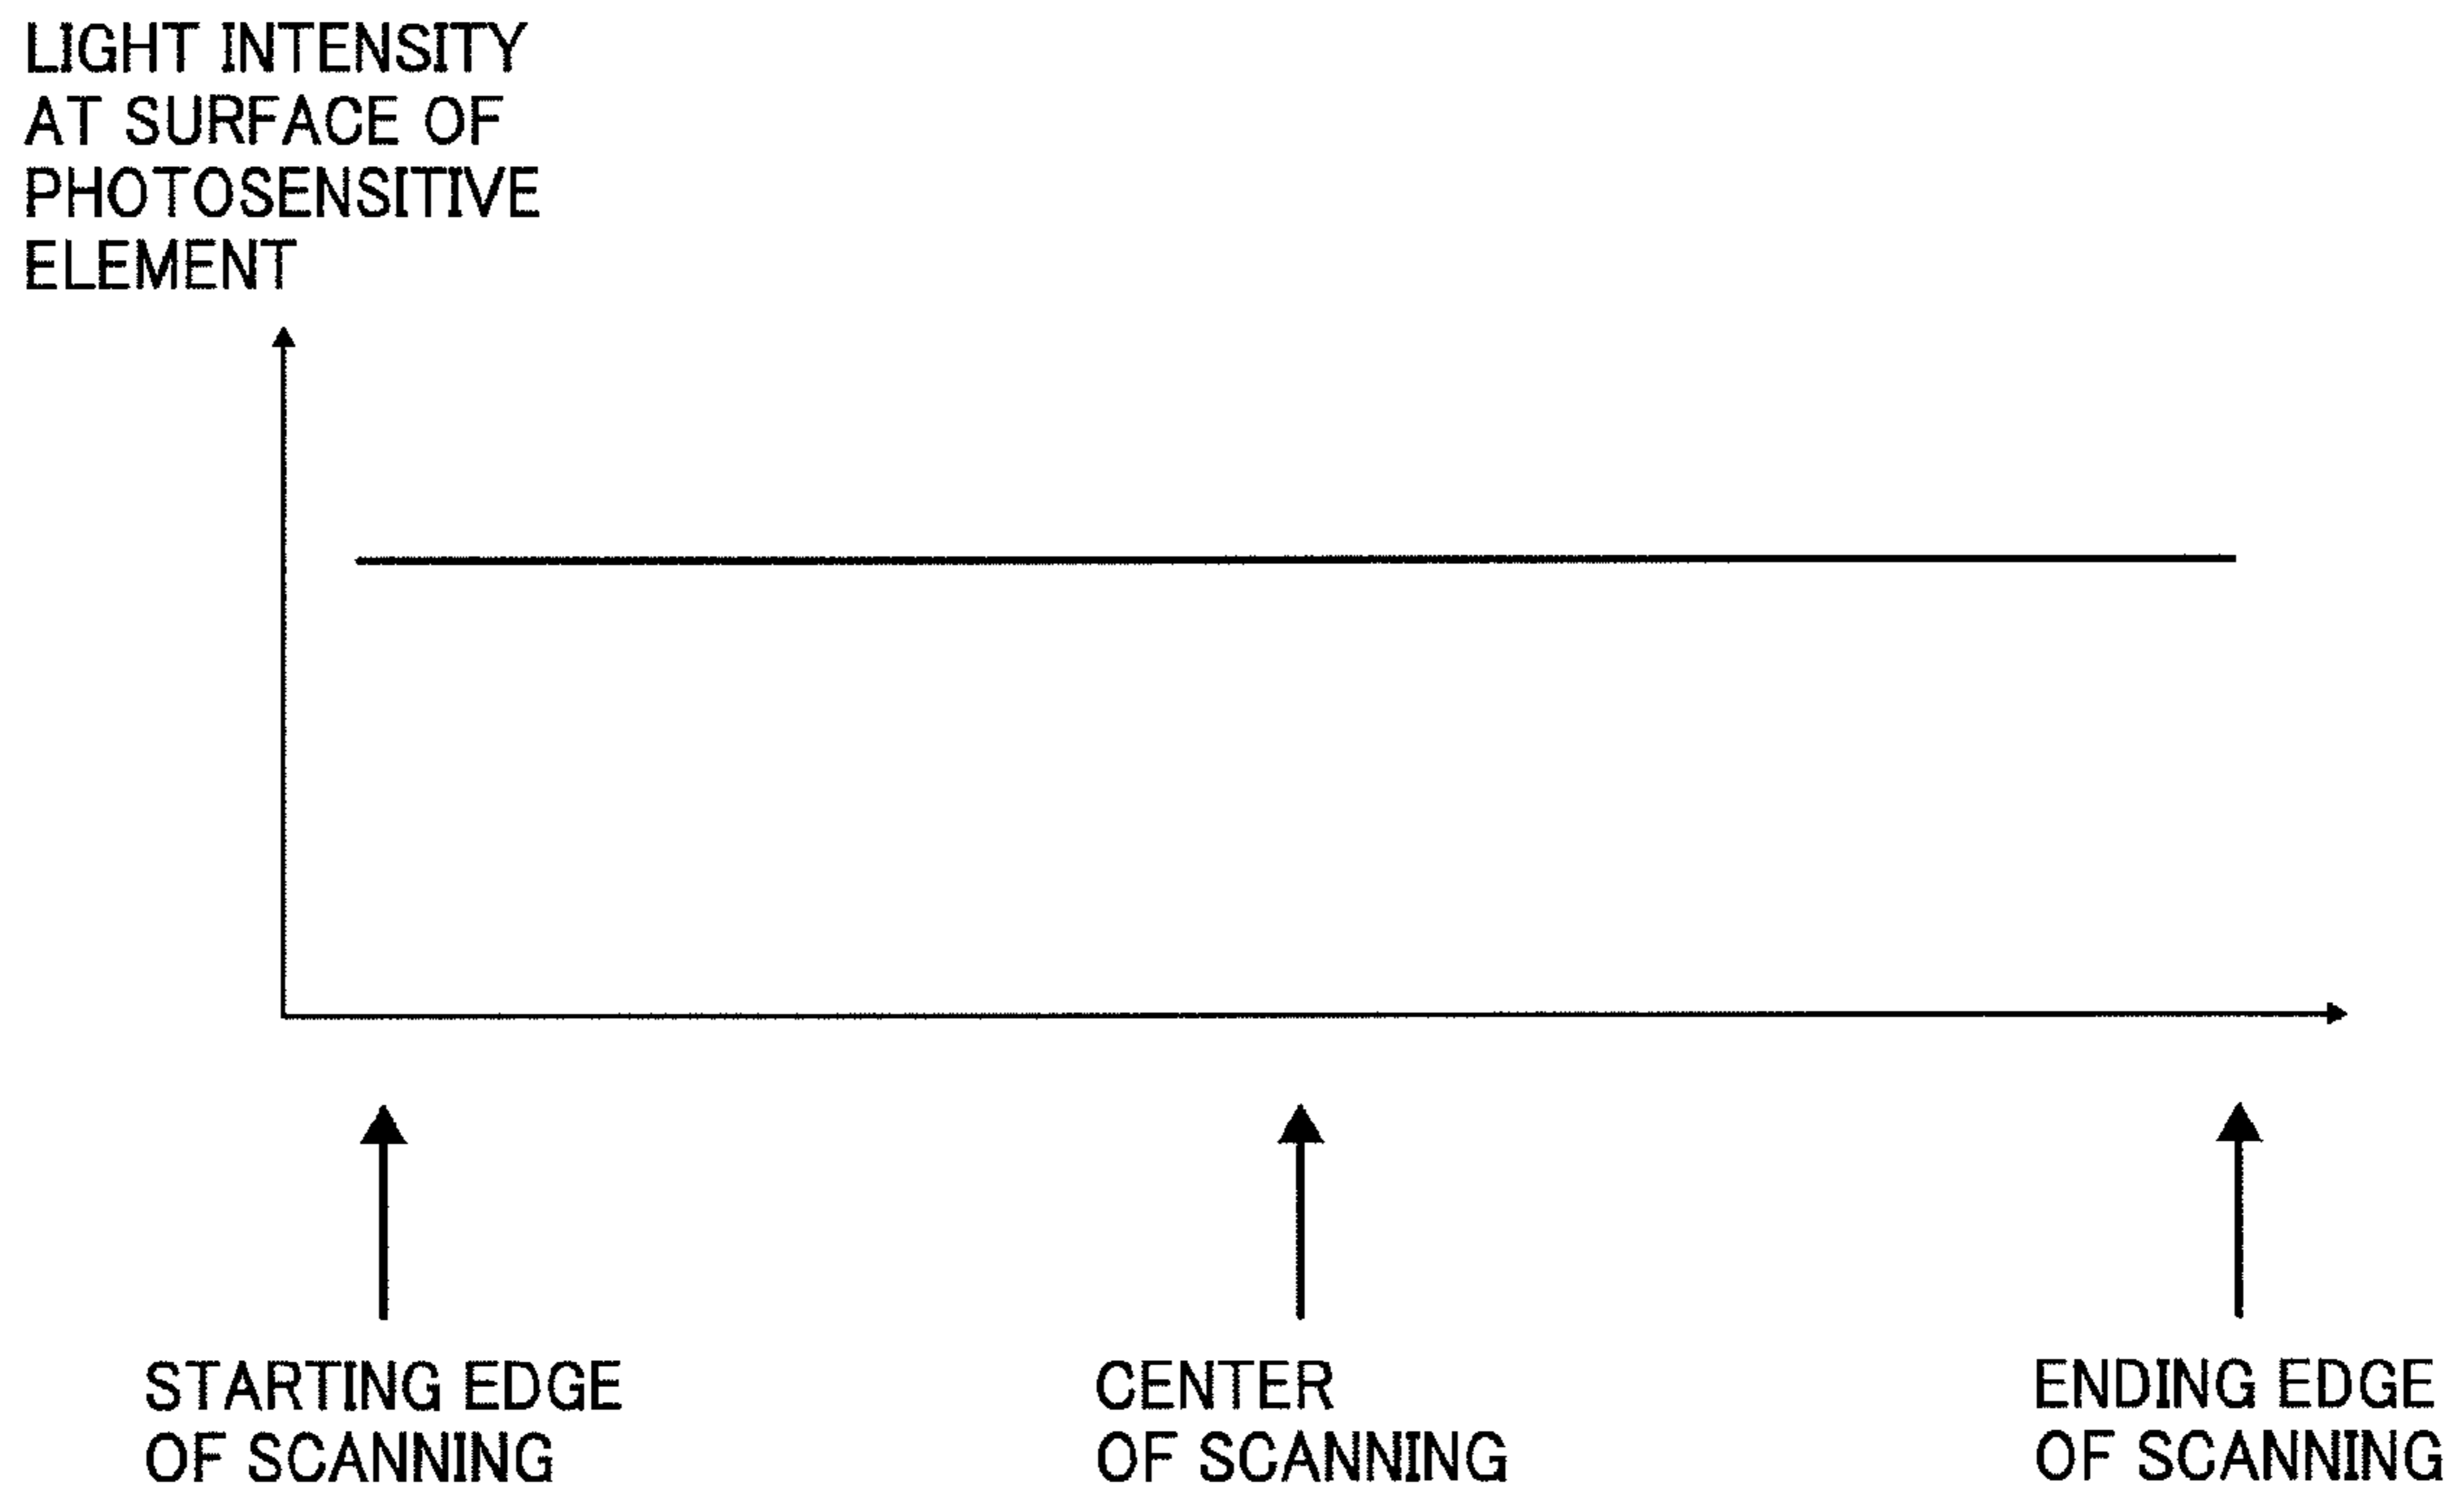 LIGHT INTENSITY
AT SURFACE OF
PHOTOSENSITIVE
ELEMENT
STARTING EDGE
OF SCANNING
CENTER
OF SCANNING
ENDING EDGE
OF SCANNING